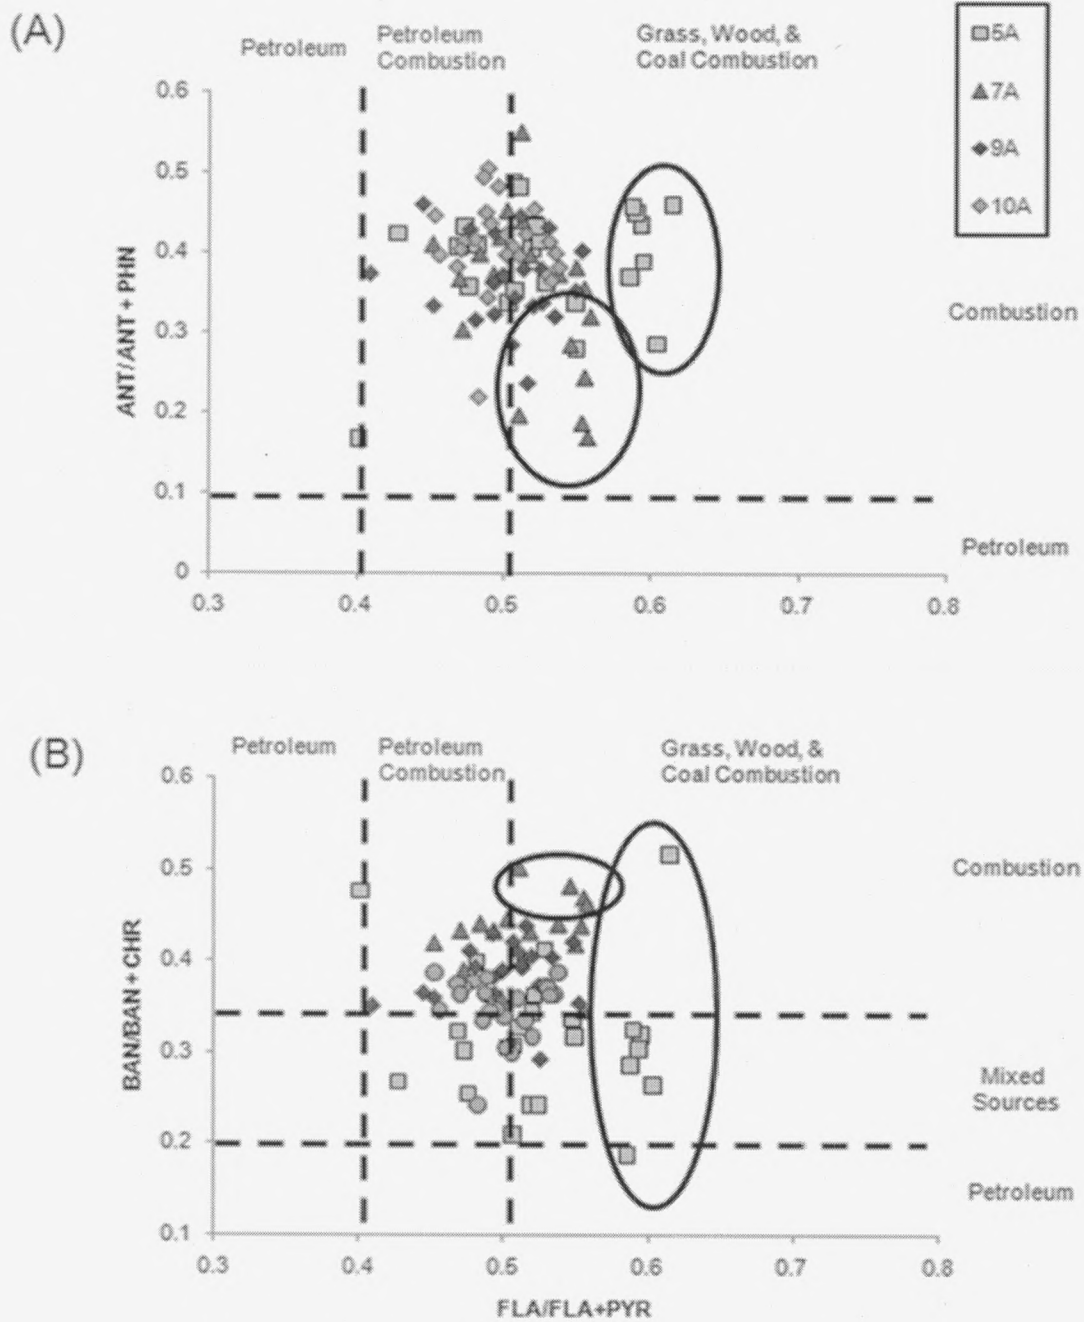 (A)
Petroleum
Petroleum
Combustion
Grass, Wood, &
Coal Combustion
5A
7A
9A
10A
0.6
0.5
0.4
0.3
0.2
0.1
0
ANT/ANT + PHN
Combustion
Petroleum
0.3
0.4
0.5
0.6
0.7
0.8
(B)
Petroleum
Petroleum
Combustion
Grass, Wood, &
Coal Combustion
0.6
0.5
0.4
0.3
0.2
0.1
BAN/BAN + CHR
Combustion
Mixed
Sources
Petroleum
0.3
0.4
0.5
0.6
0.7
0.8
FLA/FLA+PYR